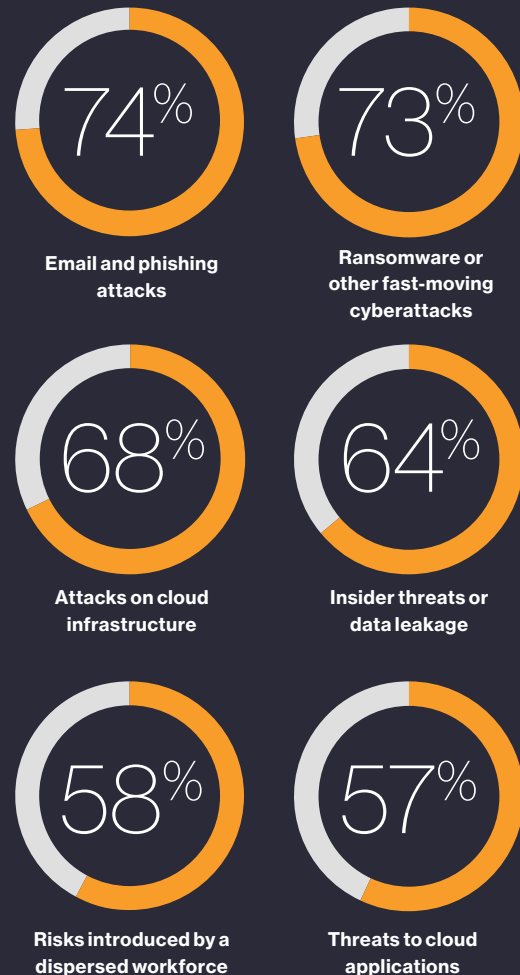 74%
Email and phishing
attacks
73%
Ransomware or
other fast-moving
cyberattacks
68%
Attacks on cloud
infrastructure
64%
Insider threats or
data leakage
58%
Risks introduced by a
dispersed workforce
57%
Threats to cloud
applications